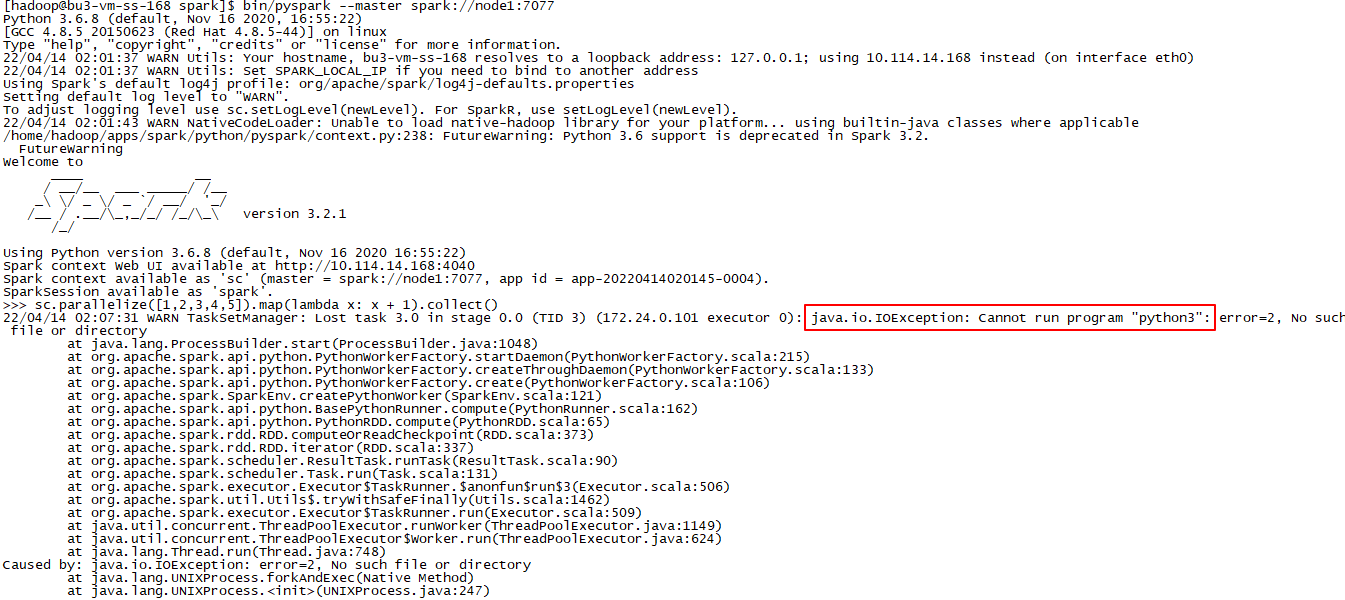 [hadoop@bu3-vm-ss-168 spark]$ bin/pyspark --master spark://node1:7077
Python 3.6.8 (default, Nov 16 2020, 16:55:22)
[GCC 4.8.5 20150623 (Red Hat 4.8.5-44)] on linux
Type "help", "copyright", "credits" or "license" for more information.
22/04/14 02:01:37 WARN Utils: Your hostname, bu3-vm-ss-168 resolves to a loopback address: 127.0.0.1; using 10.114.14.168 instead (on interface eth0)
22/04/14 02:01:37 WARN Utils: Set SPARK_LOCAL_IP if you need to bind to another address
Using Spark's default log4j profile: org/apache/spark/log4j-defaults.properties
Setting default log level to "WARN".
To adjust logging level use sc.setLogLevel(newLevel). For SparkR, use setLogLevel(newLevel).
22/04/14 02:01:43 WARN NativeCodeLoader: Unable to load native-hadoop library for your platform... using builtin-java classes where applicable
/home/hadoop/apps/spark/python/pyspark/context.py:238: FutureWarning: Python 3.6 support is deprecated in Spark 3.2.
  FutureWarning
Welcome to
      ____              __
     / __/__  ___ _____/ /__
    _\ \/ _ \/ _ `/ __/  '_/
   /__ / .__/\_,_/_/ /_/\_\   version 3.2.1
      /_/
Using Python version 3.6.8 (default, Nov 16 2020 16:55:22)
Spark context Web UI available at http://10.114.14.168:4040
Spark context available as 'sc' (master = spark://node1:7077, app id = app-20220414020145-0004).
SparkSession available as 'spark'.
>>> sc.parallelize([1,2,3,4,5]).map(lambda x: x + 1).collect()
22/04/14 02:07:31 WARN TaskSetManager: Lost task 3.0 in stage 0.0 (TID 3) (172.24.0.101 executor 0): java.io.IOException: Cannot run program "python3": error=2, No such
 file or directory
        at java.lang.ProcessBuilder.start(ProcessBuilder.java:1048)
        at org.apache.spark.api.python.PythonWorkerFactory.startDaemon(PythonWorkerFactory.scala:215)
        at org.apache.spark.api.python.PythonWorkerFactory.createThroughDaemon(PythonWorkerFactory.scala:133)
        at org.apache.spark.api.python.PythonWorkerFactory.create(PythonWorkerFactory.scala:106)
        at org.apache.spark.SparkEnv.createPythonWorker(SparkEnv.scala:121)
        at org.apache.spark.api.python.BasePythonRunner.compute(PythonRunner.scala:162)
        at org.apache.spark.api.python.PythonRDD.compute(PythonRDD.scala:65)
        at org.apache.spark.rdd.RDD.computeOrReadCheckpoint(RDD.scala:373)
        at org.apache.spark.rdd.RDD.iterator(RDD.scala:337)
        at org.apache.spark.scheduler.ResultTask.runTask(ResultTask.scala:90)
        at org.apache.spark.scheduler.Task.run(Task.scala:131)
        at org.apache.spark.executor.Executor$TaskRunner.$anonfun$run$3(Executor.scala:506)
        at org.apache.spark.util.Utils$.tryWithSafeFinally(Utils.scala:1462)
        at org.apache.spark.executor.Executor$TaskRunner.run(Executor.scala:509)
        at java.util.concurrent.ThreadPoolExecutor.runWorker(ThreadPoolExecutor.java:1149)
        at java.util.concurrent.ThreadPoolExecutor$Worker.run(ThreadPoolExecutor.java:624)
        at java.lang.Thread.run(Thread.java:748)
Caused by: java.io.IOException: error=2, No such file or directory
        at java.lang.UNIXProcess.forkAndExec(Native Method)
        at java.lang.UNIXProcess.<init>(UNIXProcess.java:247)